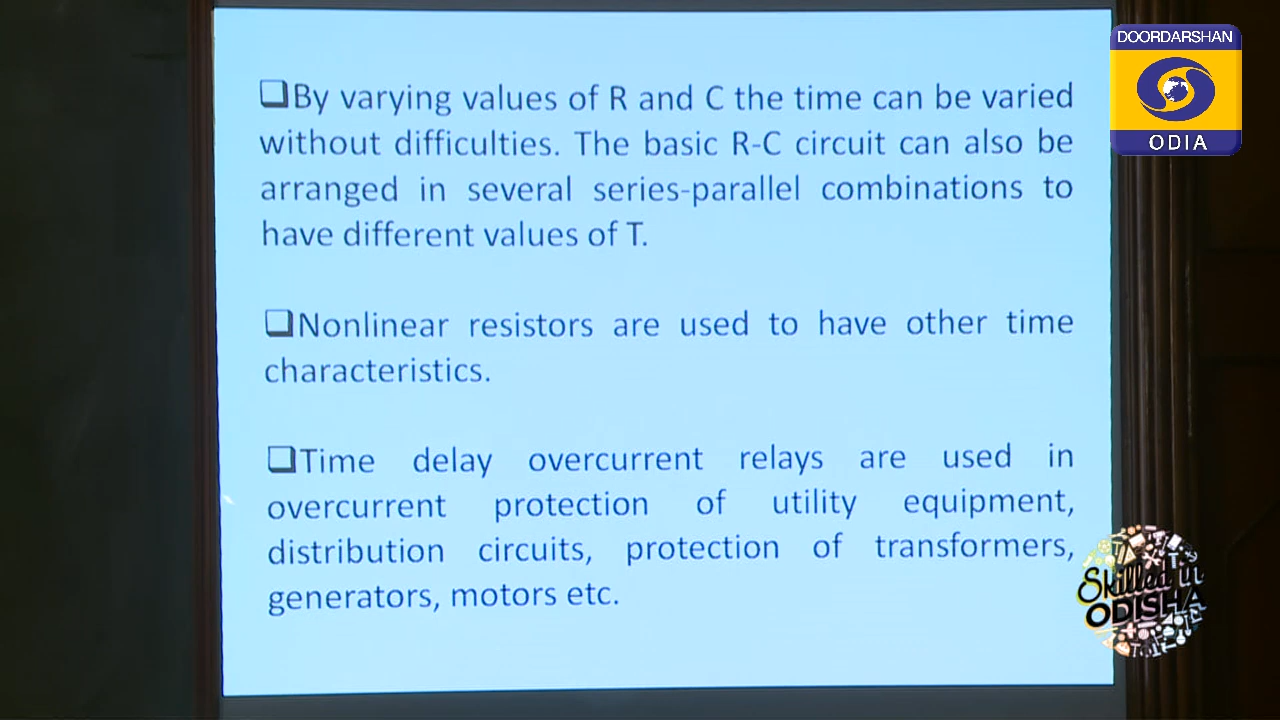 DOORDARSHAN
ODIA
❑By varying values of R and C the time can be varied
without difficulties. The basic R-C circuit can also be
arranged in several series-parallel combinations to
have different values of T.
❑Nonlinear resistors are used to have other time
characteristics.
❑Time delay overcurrent relays are used in
overcurrent protection of utility equipment,
distribution circuits, protection of transformers,
generators, motors etc.
Skilled in
ODISHA